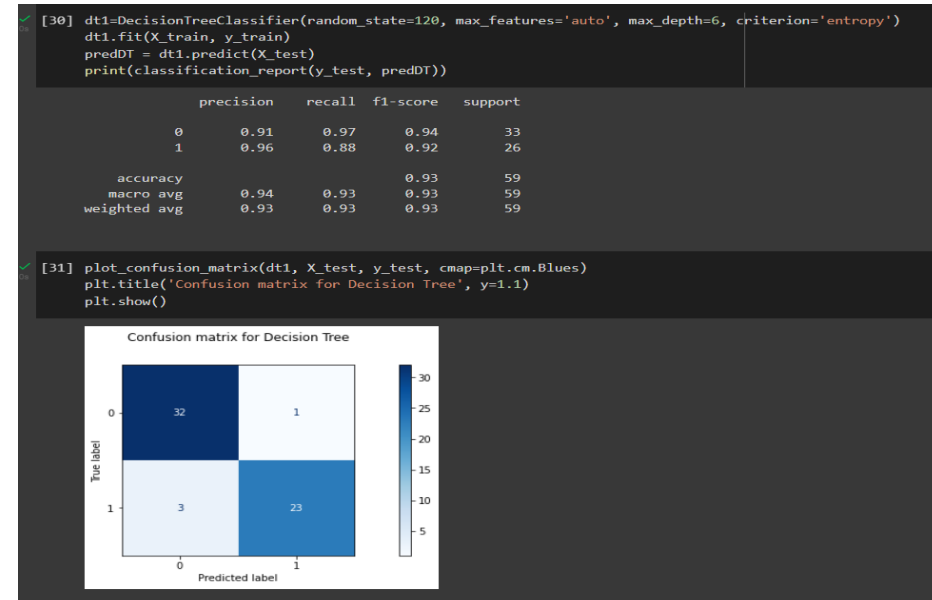 [30] dt1=DecisionTreeClassifier(random_state=120, max_features='auto', max_depth=6, criterion='entropy')
dt1.fit(X_train, y_train)
predDT = dt1.predict(X_test)
print(classification_report(y_test, predDT))
precision recall f1-score support
0 0.91 0.97 0.94 33
1 0.96 0.88 0.92 26
accuracy 0.93 59
macro avg 0.94 0.93 0.93 59
weighted avg 0.93 0.93 0.93 59
[31] plot_confusion_matrix(dt1, X_test, y_test, cmap=plt.cm.Blues)
plt.title('Confusion matrix for Decision Tree', y=1.1)
plt.show()
Confusion matrix for Decision Tree
True label
0
32 1
1
3 23
0 1
Predicted label
30
25
20
15
10
5